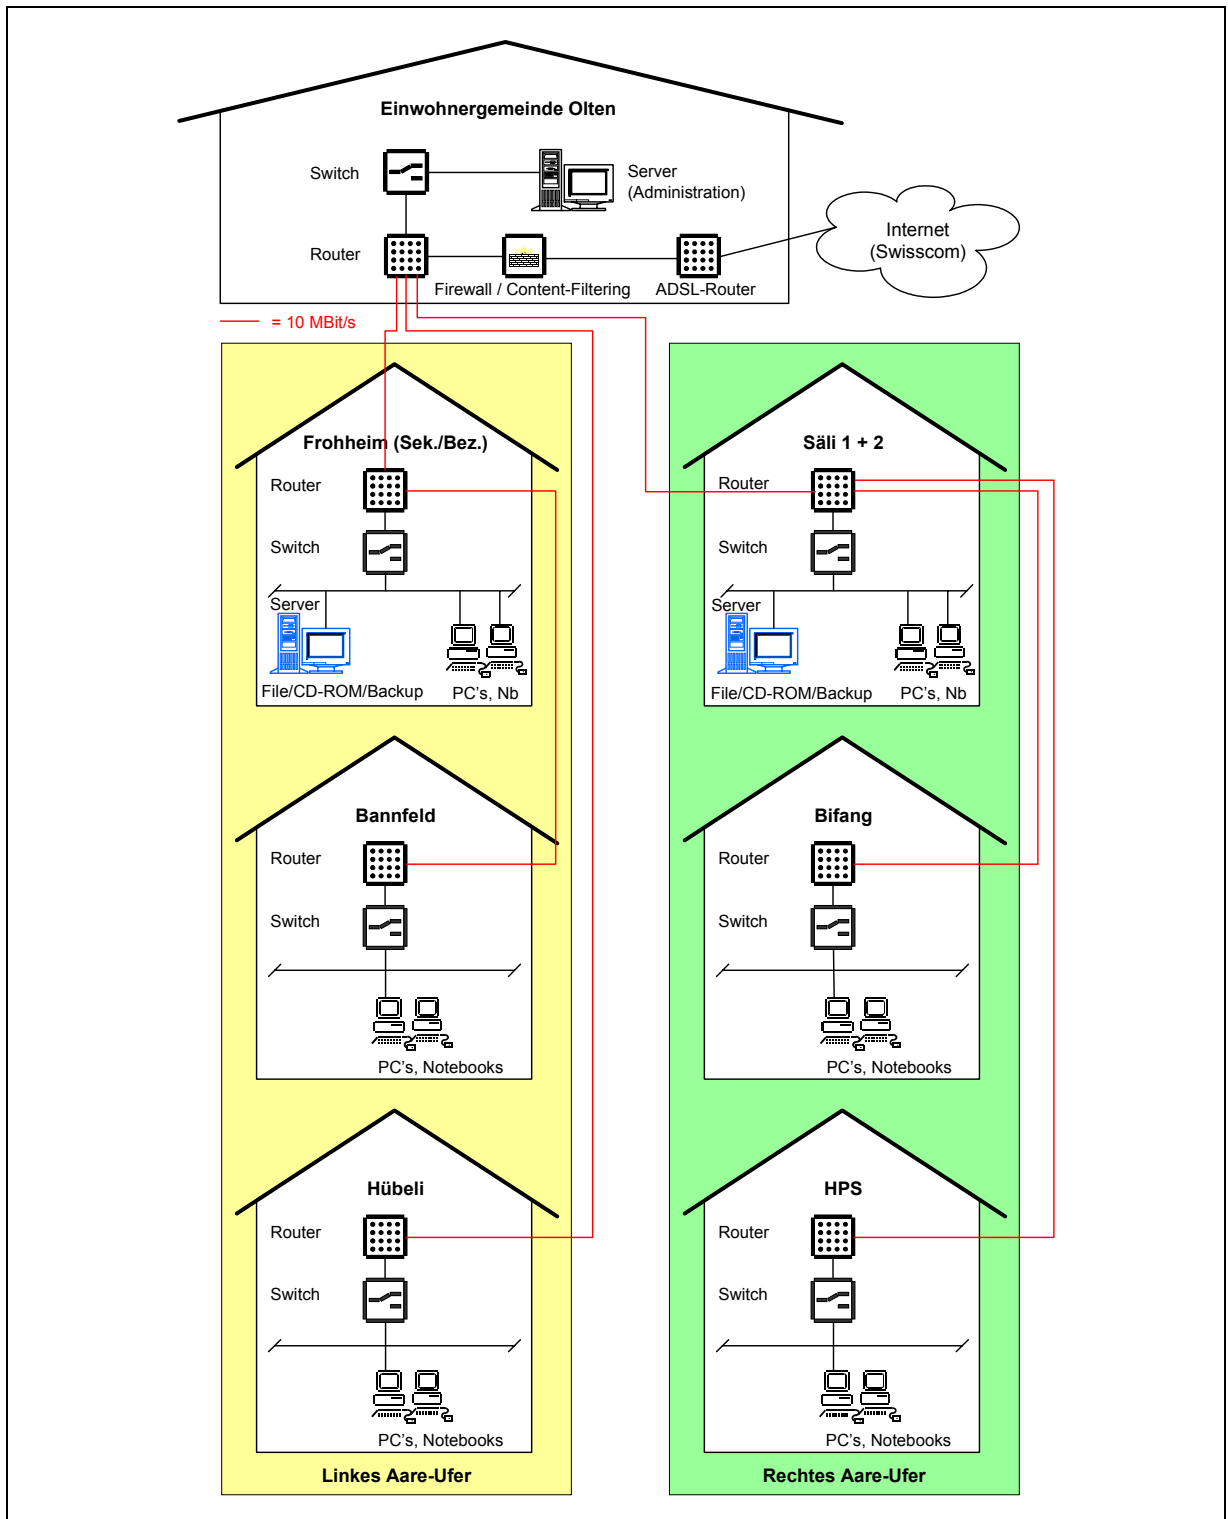 Einwohnergemeinde Olten
Switch
Server
(Administration)
Router
Firewall / Content-Filtering
ADSL-Router
Internet
(Swisscom)
= 10 MBit/s
Frohheim (Sek./Bez.)
Router
Switch
Server
File/CD-ROM/Backup
PC's, Nb
Bannfeld
Router
Switch
PC's, Notebooks
Hübeli
Router
Switch
PC's, Notebooks
Linkes Aare-Ufer
Säli 1 + 2
Router
Switch
Server
File/CD-ROM/Backup
PC's, Nb
Bifang
Router
Switch
PC's, Notebooks
HPS
Router
Switch
PC's, Notebooks
Rechtes Aare-Ufer